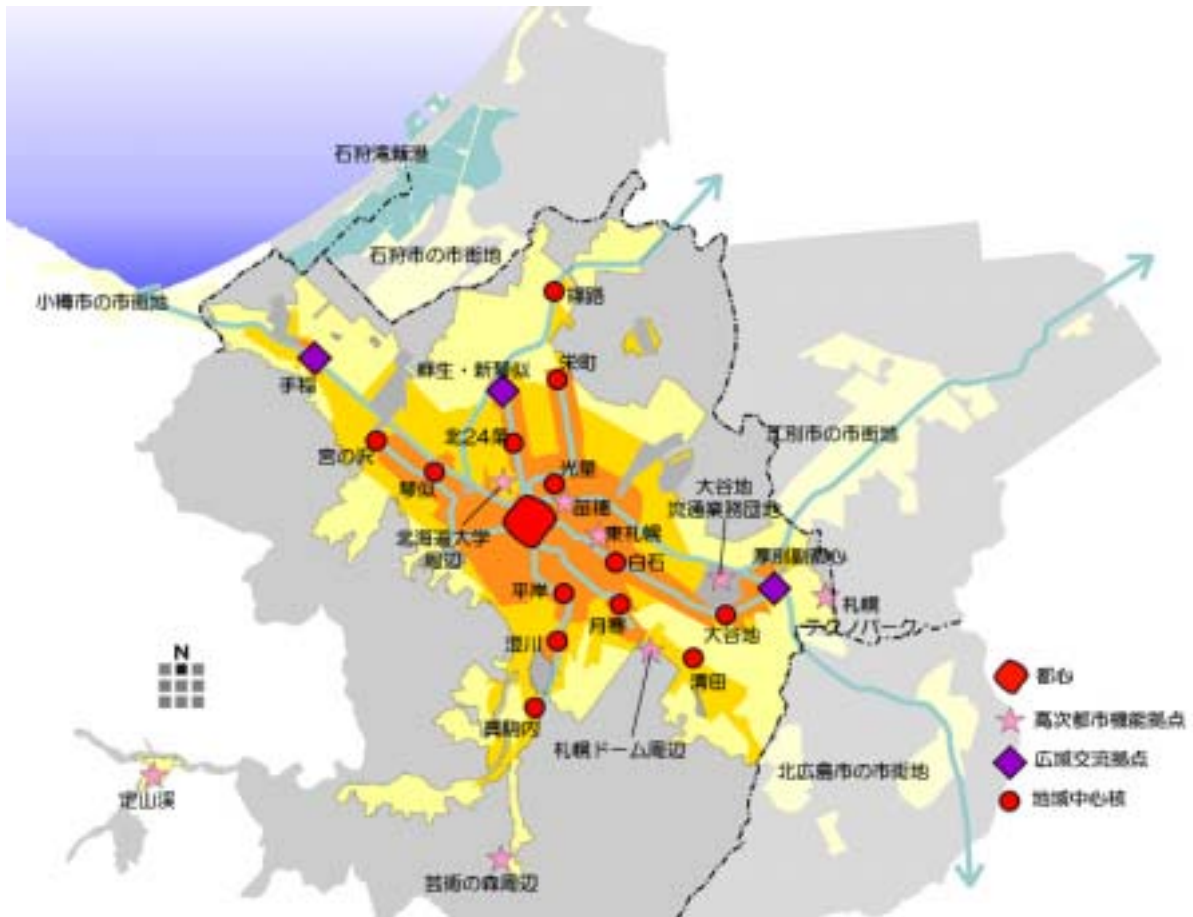 石狩湾新港
石狩市の市街地
小樽市の市街地
篠路
手稲
麻生・新琴似
栄町
北24条
宮の沢
琴似
光星
苗穂
江別市の市街地
大谷地
流通業務団地
北海道大学
周辺
東札幌
白石
厚別副都心
平岸
月寒
大谷地
札幌
テクノパーク
澄川
清田
N
真駒内
札幌ドーム周辺
北広島市の市街地
定山渓
芸術の森周辺
都心
高次都市機能拠点
広域交流拠点
地域中心核